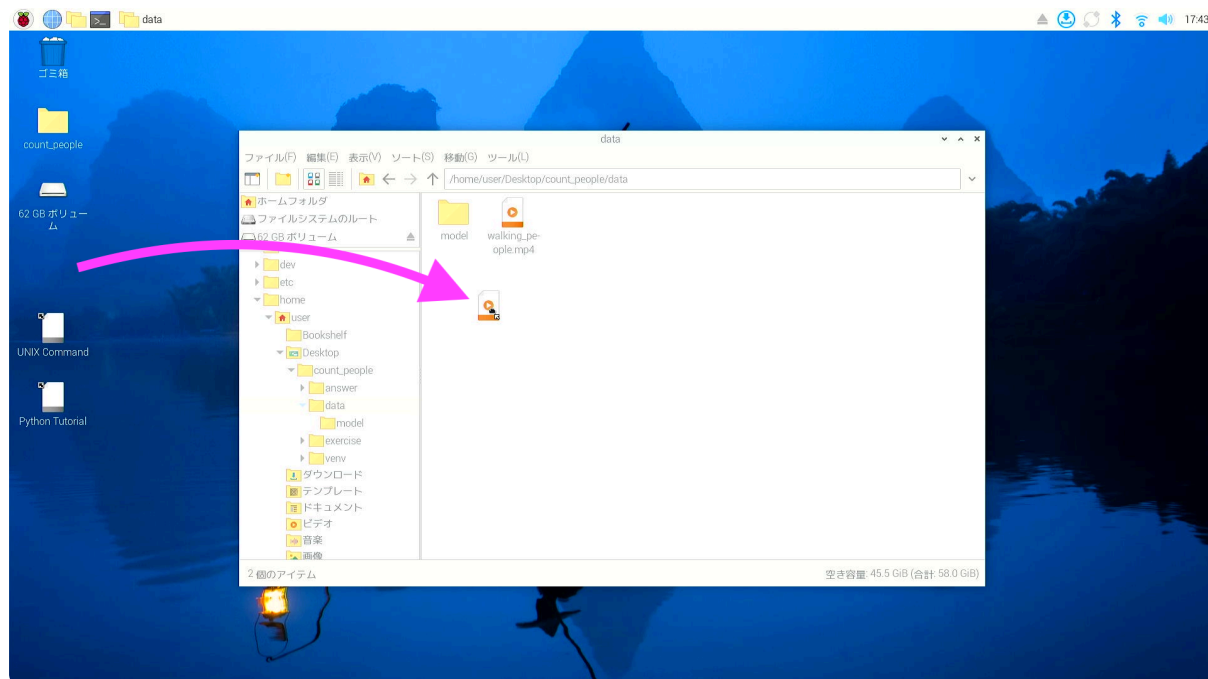 data
17:43
ゴミ箱
count_people
62 GB ボリュー
ム
UNIX Command
Python Tutorial
data
ファイル(F) 編集(E) 表示(V) ソート(S) 移動(G) ツール(L)
/home/user/Desktop/count_people/data
ホームフォルダ
ファイルシステムのルート
62 GB ボリューム
dev
etc
home
user
Bookshelf
Desktop
count_people
answer
data
model
exercise
venv
ダウンロード
テンプレート
ドキュメント
ビデオ
音楽
画像
model
walking_pe-
ople.mp4
2 個のアイテム
空き容量: 45.5 GiB (合計: 58.0 GiB)